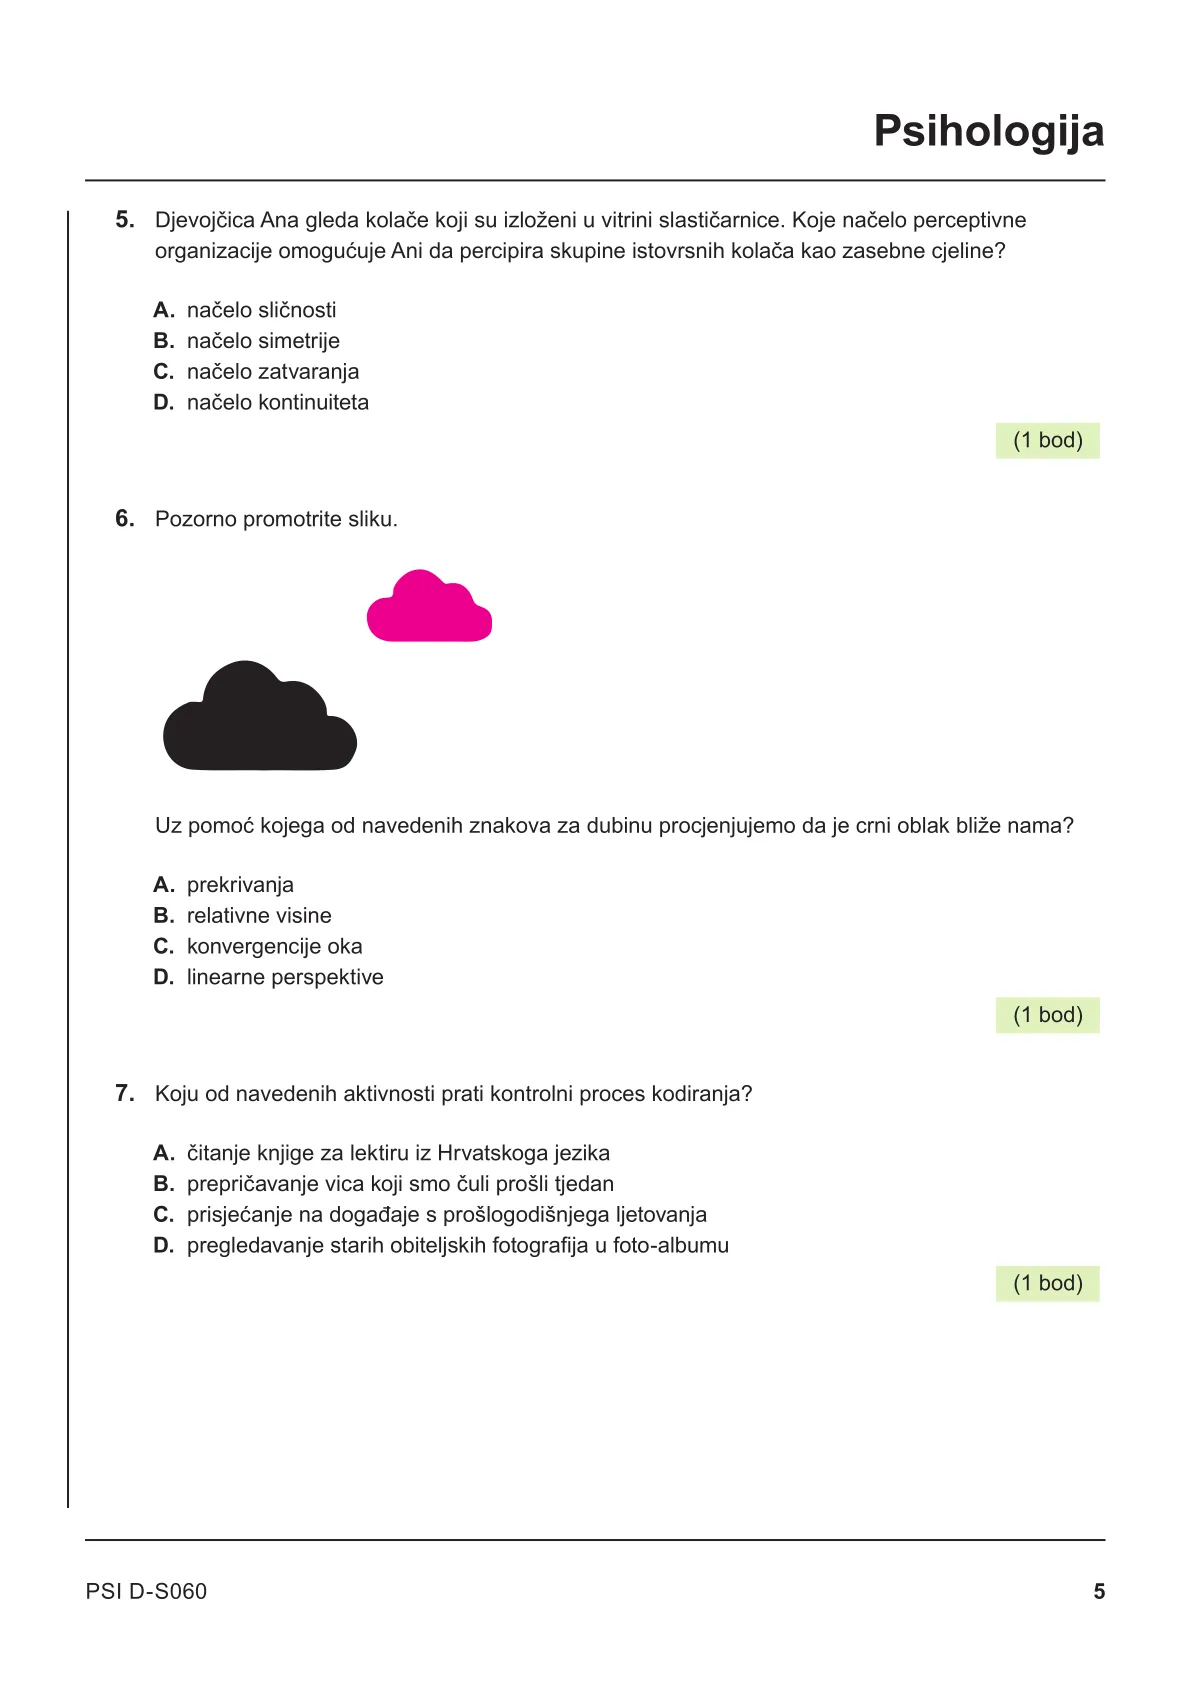 Psihologija
5. Djevojčica Ana gleda kolače koji su izloženi u vitrini slastičarnice. Koje načelo perceptivne
organizacije omogućuje Ani da percipira skupine istovrsnih kolača kao zasebne cjeline?
A. načelo sličnosti
B. načelo simetrije
C. načelo zatvaranja
D. načelo kontinuiteta
(1 bod)
6. Pozorno promotrite sliku.
Uz pomoć kojega od navedenih znakova za dubinu procjenjujemo da je crni oblak bliže nama?
A. prekrivanja
B. relativne visine
C. konvergencije oka
D. linearne perspektive
(1 bod)
7. Koju od navedenih aktivnosti prati kontrolni proces kodiranja?
A. čitanje knjige za lektiru iz Hrvatskoga jezika
B. prepričavanje vica koji smo čuli prošli tjedan
C. prisjećanje na događaje s prošlogodišnjega ljetovanja
D. pregledavanje starih obiteljskih fotografija u foto-albumu
(1 bod)
PSI D-S060
5